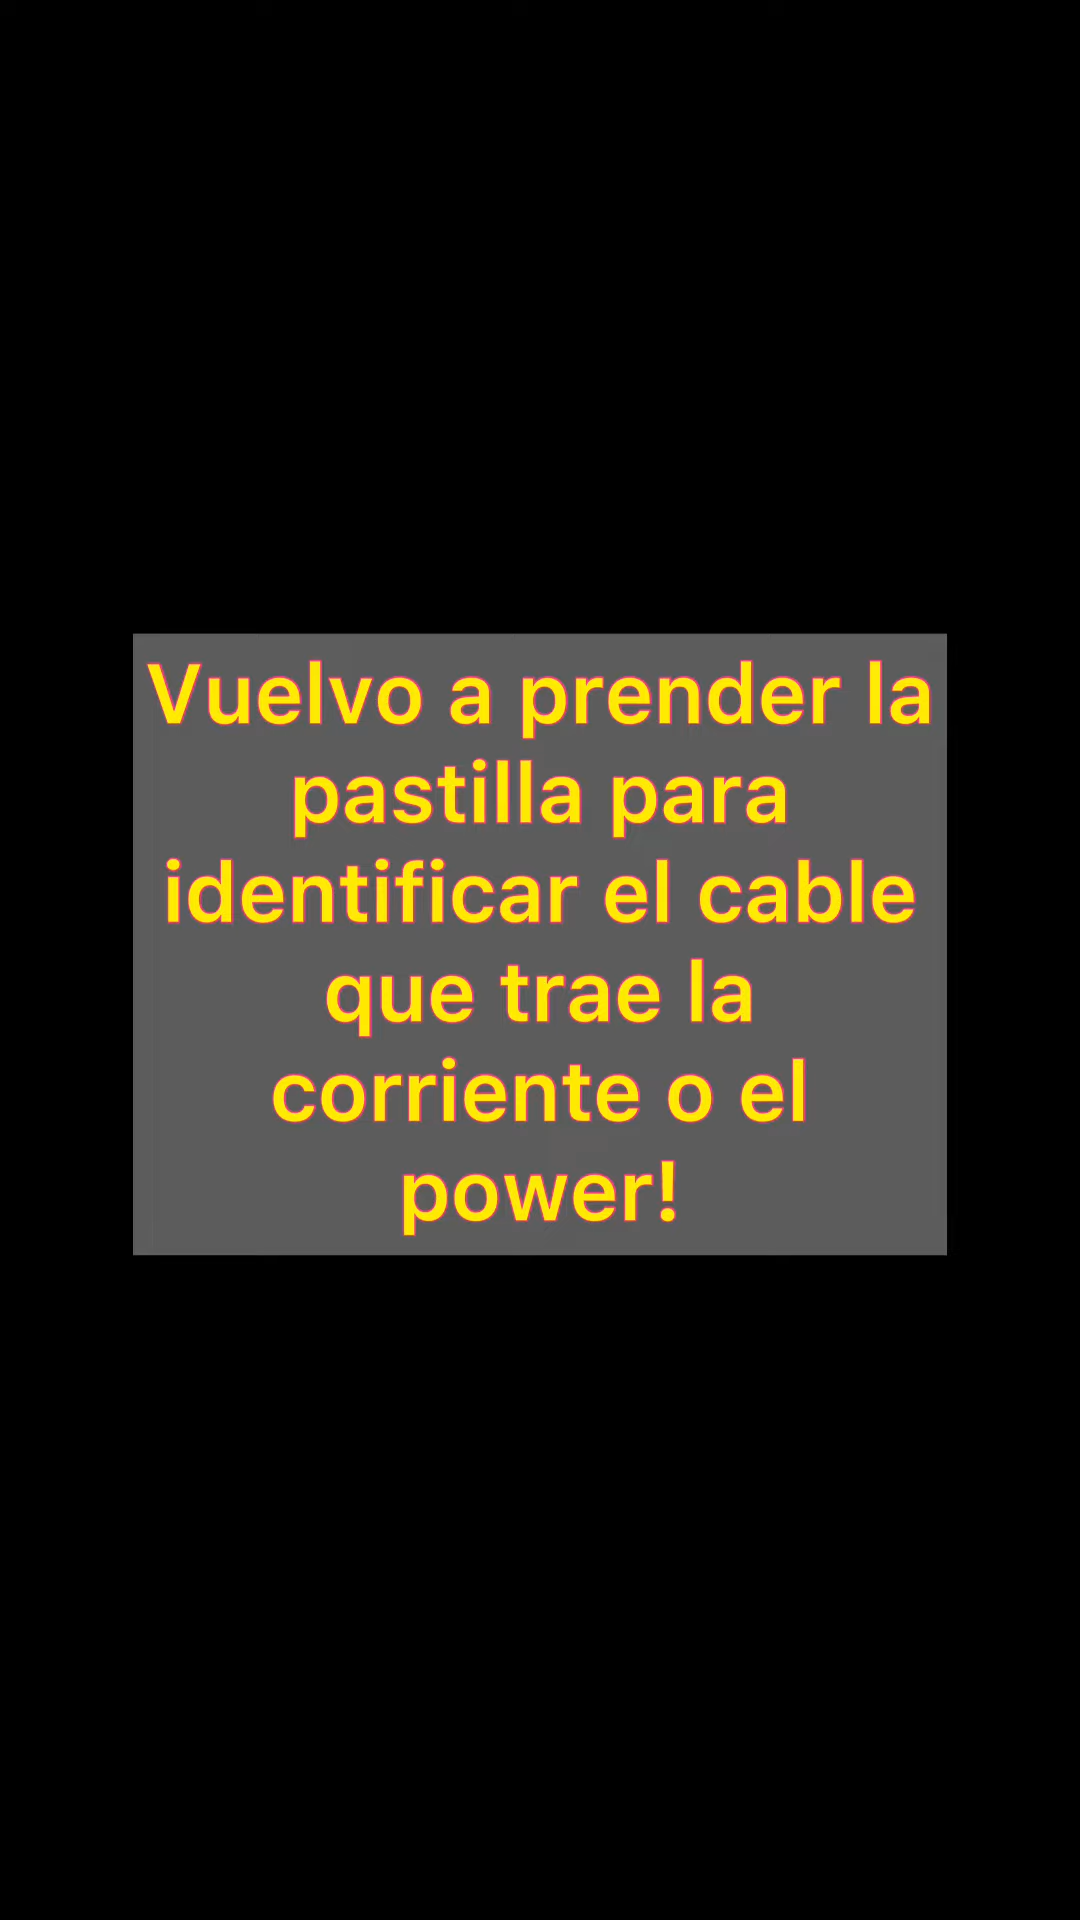 Vuelvo a prender la
pastilla para
identificar el cable
que trae la
corriente o el
power!